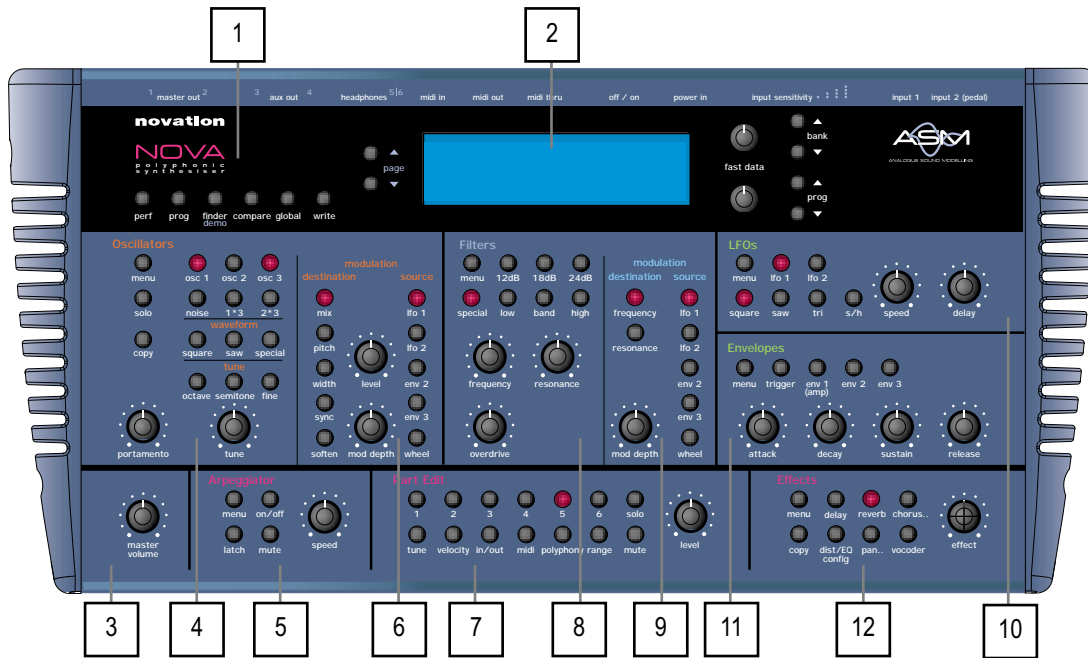 1
2
1 master out 2
3 aux out 4
headphones 5|6
midi in
midi out
midi thru
off / on
power in
input sensitivity
input 1
input 2 (pedal)
novation
NOVA
polyphonic
synthesiser
perf
prog
finder
demo
compare
global
write
page
fast data
bank
prog
ASM
ANALOGUE SOUND MODELLING
Oscillators
menu
osc 1
osc 2
osc 3
solo
noise
1*3
2*3
waveform
copy
square
saw
special
tune
octave
semitone
fine
portamento
tune
modulation
destination
source
mix
lfo 1
pitch
level
lfo 2
width
env 2
sync
env 3
soften
mod depth
wheel
Filters
menu
12dB
18dB
24dB
special
low
band
high
frequency
resonance
overdrive
modulation
destination
source
frequency
lfo 1
resonance
lfo 2
env 2
env 3
mod depth
wheel
LFOs
menu
lfo 1
lfo 2
square
saw
tri
s/h
speed
delay
Envelopes
menu
trigger
env 1
(amp)
env 2
env 3
attack
decay
sustain
release
master
volume
Arpeggiator
menu
on/off
latch
mute
speed
Part Edit
1
2
3
4
5
6
solo
tune
velocity
in/out
midi
polyphony
range
mute
level
Effects
menu
delay
reverb
chorus..
copy
dist/EQ
config
pan..
vocoder
effect
3
4
5
6
7
8
9
11
12
10